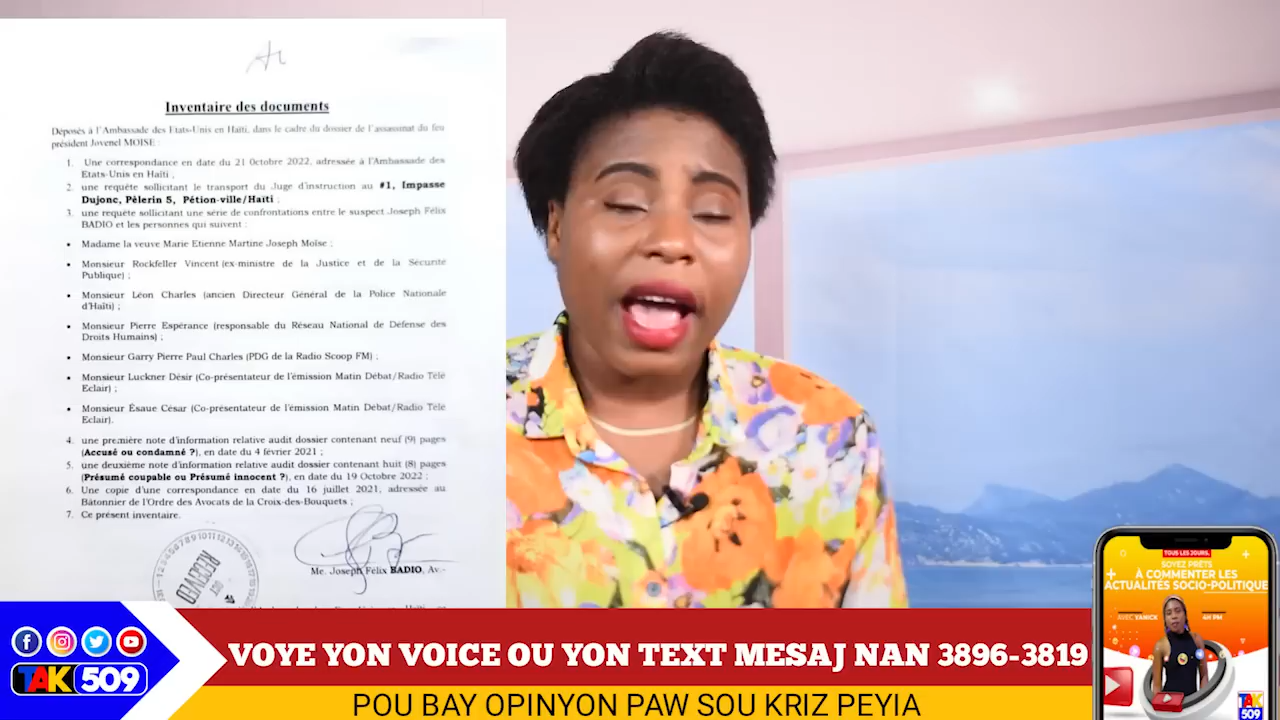 Inventaire des documents
Déposés à l'Ambassade des Etats-Unis en Haïti, dans le cadre du dossier de l'assassinat du feu
président Jovenel MOISE :
1. Une correspondance en date du 21 Octobre 2022, adressée à l'Ambassade des
Etats-Unis en Haïti ;
2. une requête sollicitant le transport du Juge d'instruction au #1, Impasse
Dujonc, Pèlerin 5, Pétion-ville/Haïti ;
3. une requête sollicitant une série de confrontations entre le suspect Joseph Félix
BADIO et les personnes qui suivent :
• Madame la veuve Marie Etienne Martine Joseph Moïse ;
• Monsieur Rockfeller Vincent (ex-ministre de la Justice et de la Sécurité
Publique) ;
• Monsieur Léon Charles (ancien Directeur Général de la Police Nationale
d'Haïti) ;
• Monsieur Pierre Espérance (responsable du Réseau National de Défense des
Droits Humains) ;
• Monsieur Garry Pierre Paul Charles (PDG de la Radio Scoop FM) ;
• Monsieur Luckner Désir (Co-présentateur de l'émission Matin Débat/Radio Télé
Eclair) ;
• Monsieur Ésaue César (Co-présentateur de l'émission Matin Débat/Radio Télé
Eclair).
4. une première note d'information relative audit dossier contenant neuf (9) pages
(Accusé ou condamné ?), en date du 4 février 2021 ;
5. une deuxième note d'information relative audit dossier contenant huit (8) pages
(Présumé coupable ou Présumé innocent ?), en date du 19 Octobre 2022 ;
6. Une copie d'une correspondance en date du 16 juillet 2021, adressée au
Bâtonnier de l'Ordre des Avocats de la Croix-des-Bouquets ;
7. Ce présent inventaire.
RECEIVED
Me. Joseph Félix BADIO, Av.-
TAK 509
VOYE YON VOICE OU YON TEXT MESAJ NAN 3896-3819
POU BAY OPINYON PAW SOU KRIZ PEYIA
TOUS LES JOURS,
SOYEZ PRÊTS
À COMMENTER LES
ACTUALITÉS SOCIO-POLITIQUE
AVEC YANICK
4H PM
TAK
509